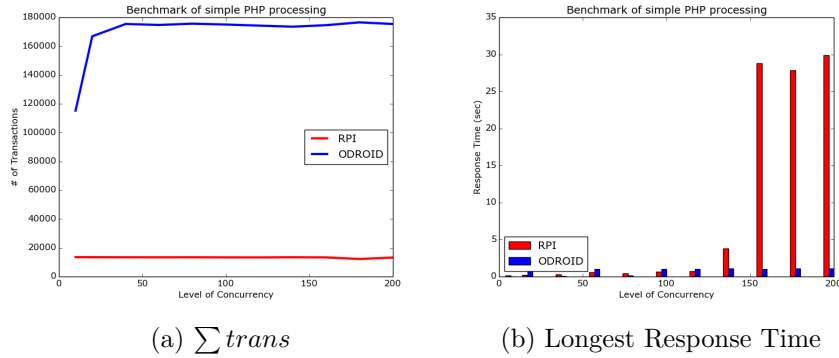 Benchmark of simple PHP processing
180000
160000
140000
120000
100000
80000
60000
40000
20000
0
# of Transactions
RPI
ODROID
0 50 100 150 200
Level of Concurrency
(a) ∑ trans
Benchmark of simple PHP processing
35
30
25
20
15
10
5
0
Response Time (sec)
RPI
ODROID
0 50 100 150 200
Level of Concurrency
(b) Longest Response Time